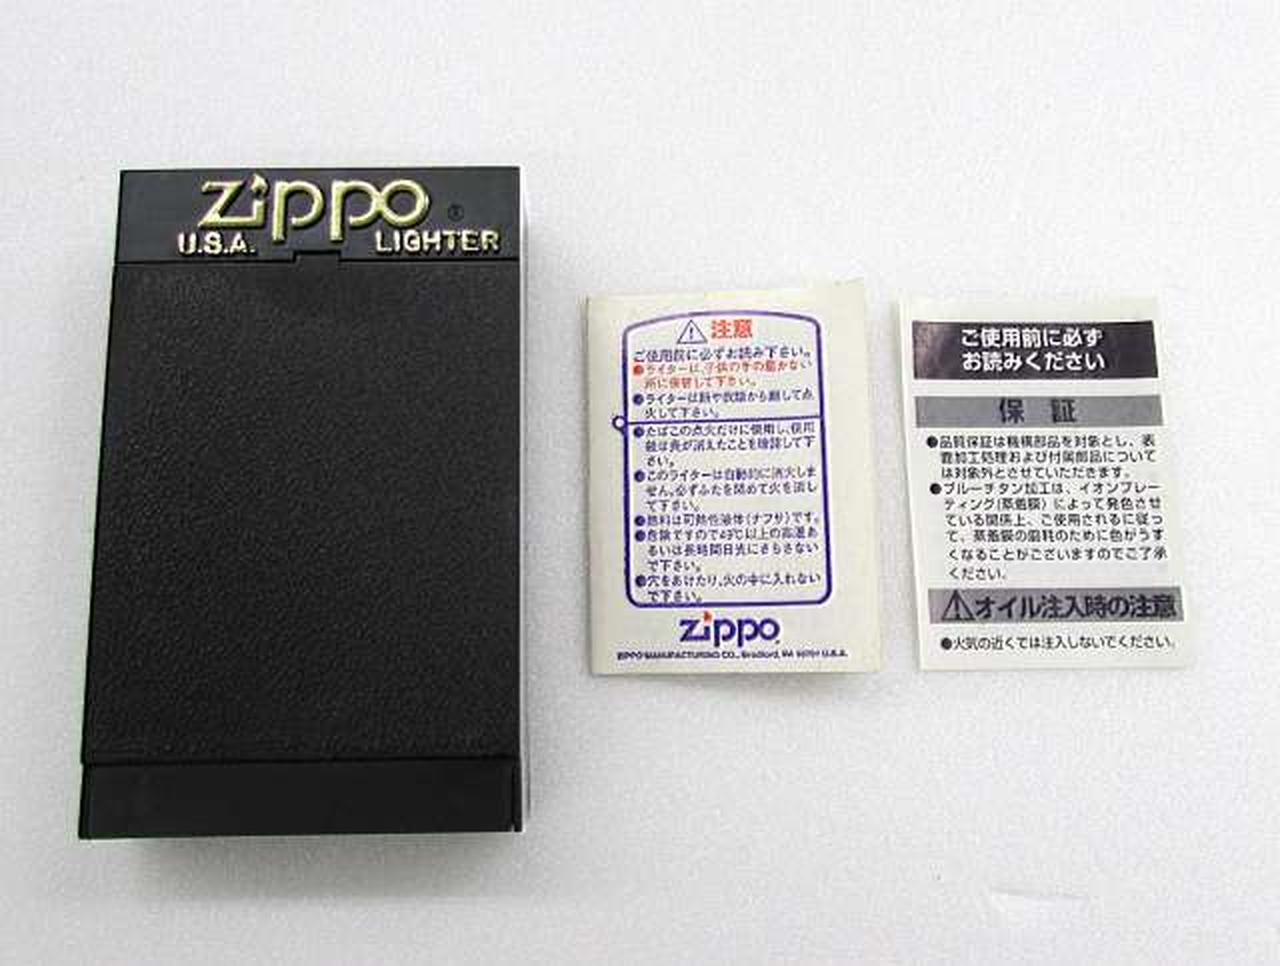 Zippo®
U.S.A. LIGHTER
⚠注意
ご使用前に必ずお読み下さい。
●ライターは、子供の手の届かない
所に保管して下さい。
●ライターは顔や衣類から離して点
火して下さい。
●たばこの点火だけに使用し、使用
後は炎が消えたことを確認して下
さい。
●このライターは自動的に消火しま
せん。必ずふたを閉めて火を消し
て下さい。
●燃料は可熱性液体(ナフサ)です。
●危険ですので49℃以上の高温あ
るいは長時間日光にさらさない
で下さい。
●穴をあけたり、火の中に入れない
で下さい。
zippo
ZIPPO MANUFACTURING CO., Bradford, PA 16701 U.S.A.
ご使用前に必ず
お読みください
保 証
●品質保証は機構部品を対象とし、表
面加工処理および付属部品について
は対象外とさせていただきます。
●ブルーチタン加工は、イオンプレー
ティング(蒸着膜)によって発色させ
ている関係上、ご使用されるに従っ
て、蒸着膜の磨耗のために色がうす
くなることがございますのでご了承
ください。
⚠オイル注入時の注意
●火気の近くでは注入しないでください。